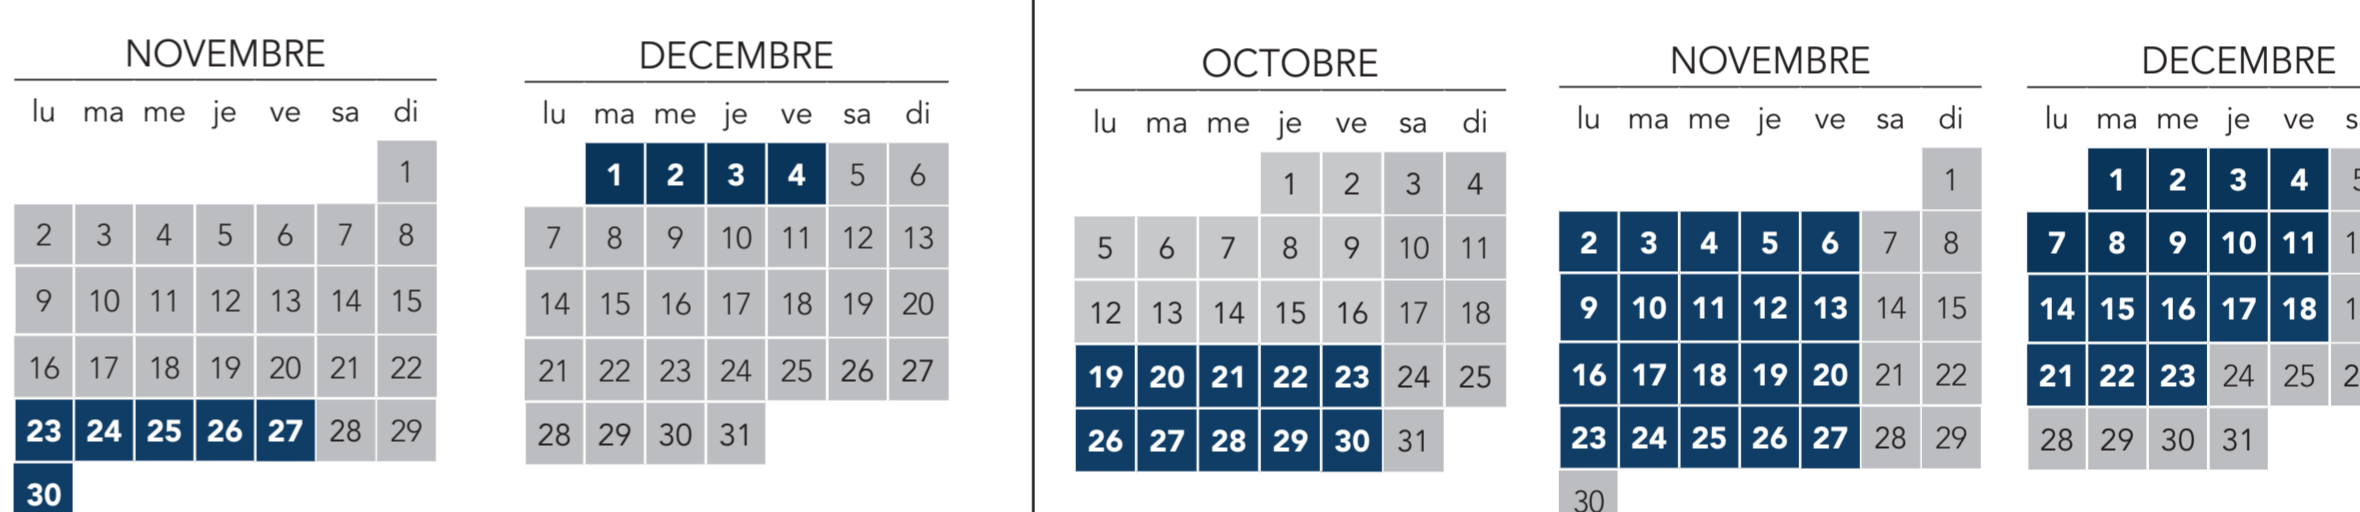 NOVEMBRE
lu ma me je ve sa di
1
2 3 4 5 6 7 8
9 10 11 12 13 14 15
16 17 18 19 20 21 22
23 24 25 26 27 28 29
30
DECEMBRE
lu ma me je ve sa di
1 2 3 4 5 6
7 8 9 10 11 12 13
14 15 16 17 18 19 20
21 22 23 24 25 26 27
28 29 30 31
OCTOBRE
lu ma me je ve sa di
1 2 3 4
5 6 7 8 9 10 11
12 13 14 15 16 17 18
19 20 21 22 23 24 25
26 27 28 29 30 31
NOVEMBRE
lu ma me je ve sa di
1
2 3 4 5 6 7 8
9 10 11 12 13 14 15
16 17 18 19 20 21 22
23 24 25 26 27 28 29
30
DECEMBRE
lu ma me je ve
1 2 3 4
7 8 9 10 11
14 15 16 17 18
21 22 23 24 25
28 29 30 31